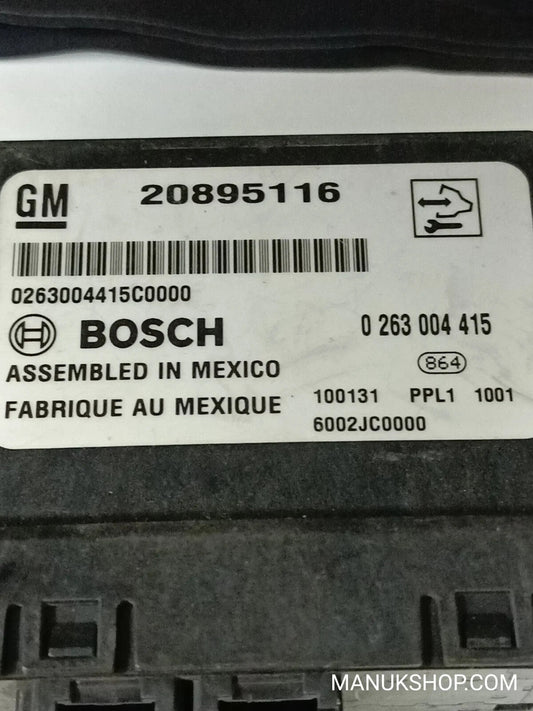 GM 20895116
0263004415C0000
BOSCH 0 263 004 415
ASSEMBLED IN MEXICO 864
FABRIQUE AU MEXIQUE 100131 PPL1 1001
6002JC0000
MANUKSHOP.COM